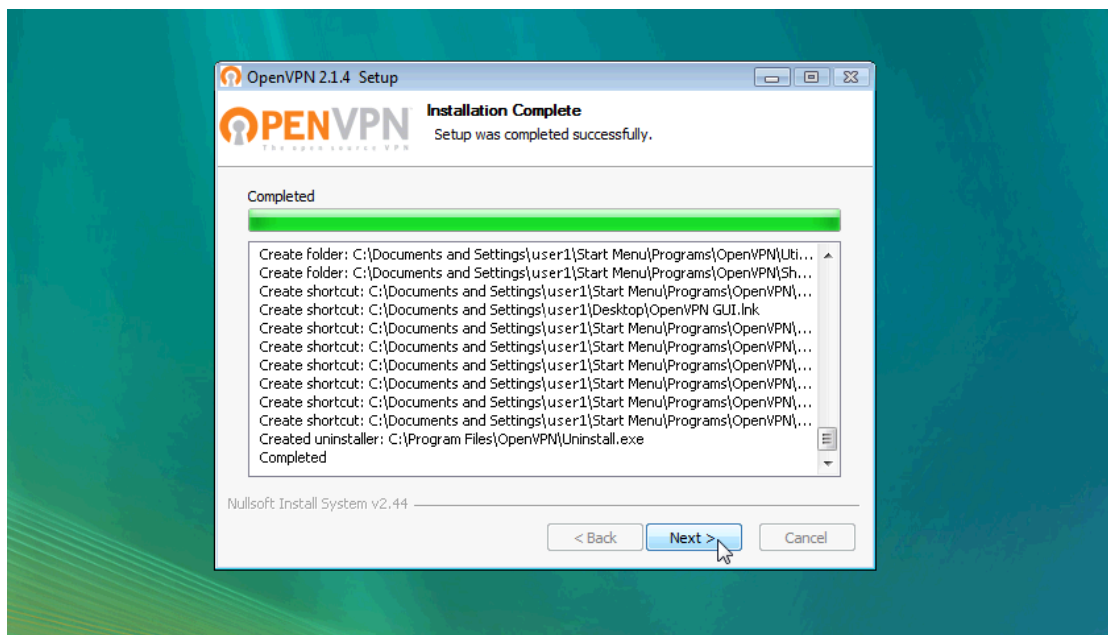 OpenVPN 2.1.4 Setup
OPENVPN
The open source VPN
Installation Complete
Setup was completed successfully.
Completed
Create folder: C:\Documents and Settings\user1\Start Menu\Programs\OpenVPN\Uti...
Create folder: C:\Documents and Settings\user1\Start Menu\Programs\OpenVPN\Sh...
Create shortcut: C:\Documents and Settings\user1\Start Menu\Programs\OpenVPN\...
Create shortcut: C:\Documents and Settings\user1\Desktop\OpenVPN GUI.lnk
Create shortcut: C:\Documents and Settings\user1\Start Menu\Programs\OpenVPN\...
Create shortcut: C:\Documents and Settings\user1\Start Menu\Programs\OpenVPN\...
Create shortcut: C:\Documents and Settings\user1\Start Menu\Programs\OpenVPN\...
Create shortcut: C:\Documents and Settings\user1\Start Menu\Programs\OpenVPN\...
Create shortcut: C:\Documents and Settings\user1\Start Menu\Programs\OpenVPN\...
Create shortcut: C:\Documents and Settings\user1\Start Menu\Programs\OpenVPN\...
Created uninstaller: C:\Program Files\OpenVPN\Uninstall.exe
Completed
Nullsoft Install System v2.44
< Back Next > Cancel